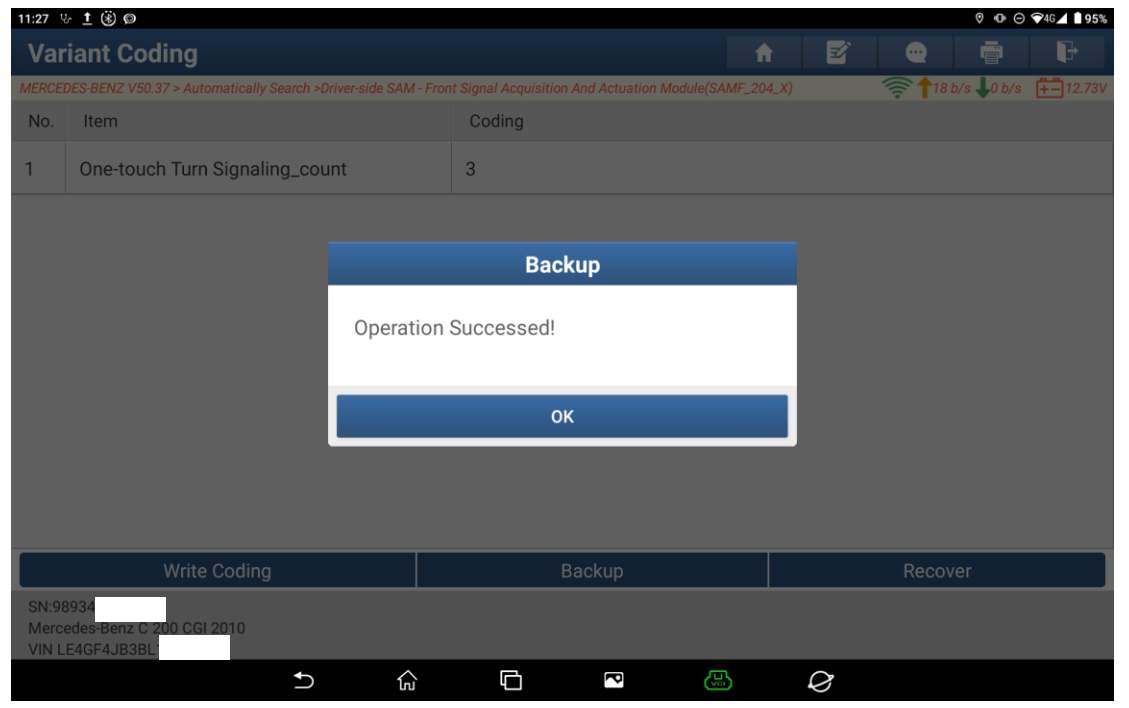 11:27 4G 95%
Variant Coding
MERCEDES-BENZ V50.37 > Automatically Search >Driver-side SAM - Front Signal Acquisition And Actuation Module(SAMF_204_X) 18 b/s 0 b/s 12.73V
No. Item Coding
1 One-touch Turn Signaling_count 3
Backup
Operation Successed!
OK
Write Coding Backup Recover
SN:98934
Mercedes-Benz C 200 CGI 2010
VIN LE4GF4JB3BL
VCI